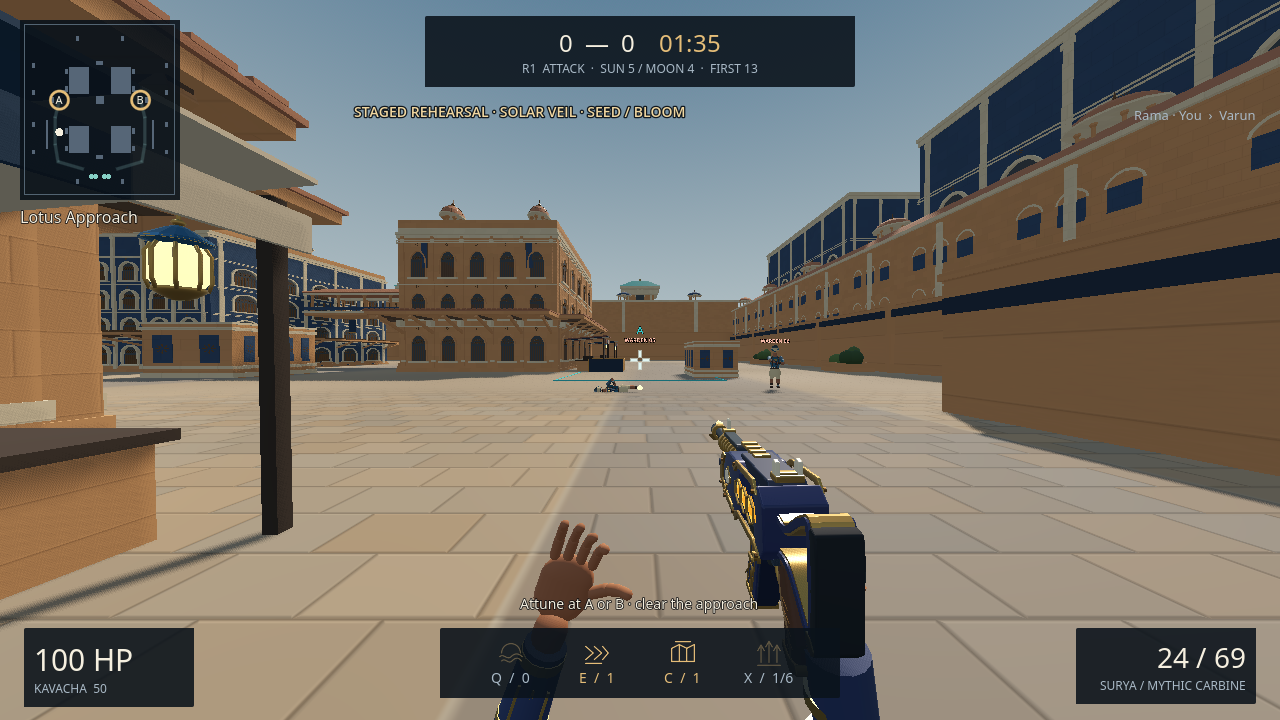 0 — 0 01:35
R1 ATTACK · SUN 5 / MOON 4 · FIRST 13
STAGED REHEARSAL · SOLAR VEIL · SEED / BLOOM
Rama · You › Varun
A
B
Lotus Approach
A
Attune at A or B · clear the approach
100 HP
KAVACHA 50
Q / 0
E / 1
C / 1
X / 1/6
24 / 69
SURYA / MYTHIC CARBINE